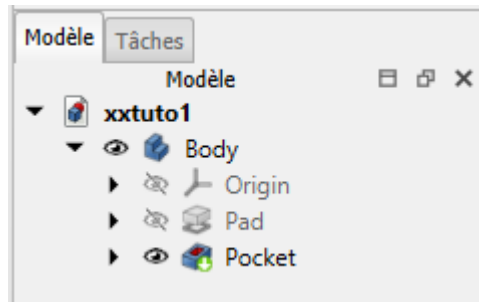 Modèle Tâches
Modèle
xxtuto1
Body
Origin
Pad
Pocket